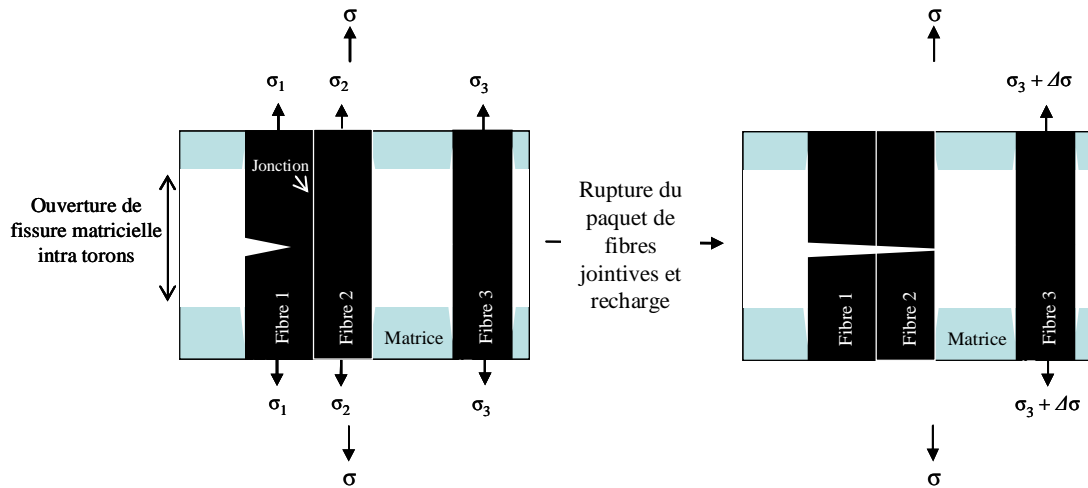 σ
σ
σ₁
σ₂
σ₃
σ₃ + Δσ
Jonction
Ouverture de
fissure matricielle
intra torons
Fibre 1
Fibre 2
Matrice
Fibre 3
Rupture du
paquet de
fibres
jointives et
recharge
Fibre 1
Fibre 2
Matrice
Fibre 3
σ₁
σ₂
σ₃
σ₃ + Δσ
σ
σ